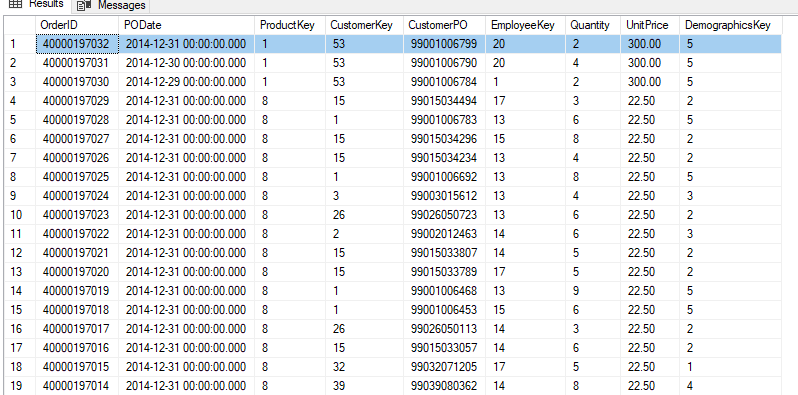 Results Messages
OrderID PODate ProductKey CustomerKey CustomerPO EmployeeKey Quantity UnitPrice DemographicsKey
1 40000197032 2014-12-31 00:00:00.000 1 53 99001006799 20 2 300.00 5
2 40000197031 2014-12-30 00:00:00.000 1 53 99001006790 20 4 300.00 5
3 40000197030 2014-12-29 00:00:00.000 1 53 99001006784 1 2 300.00 5
4 40000197029 2014-12-31 00:00:00.000 8 15 99015034494 17 3 22.50 2
5 40000197028 2014-12-31 00:00:00.000 8 1 99001006783 13 6 22.50 5
6 40000197027 2014-12-31 00:00:00.000 8 15 99015034296 15 8 22.50 2
7 40000197026 2014-12-31 00:00:00.000 8 15 99015034234 13 4 22.50 2
8 40000197025 2014-12-31 00:00:00.000 8 1 99001006692 13 8 22.50 5
9 40000197024 2014-12-31 00:00:00.000 8 3 99003015612 13 4 22.50 3
10 40000197023 2014-12-31 00:00:00.000 8 26 99026050723 13 6 22.50 2
11 40000197022 2014-12-31 00:00:00.000 8 2 99002012463 14 6 22.50 3
12 40000197021 2014-12-31 00:00:00.000 8 15 99015033807 14 5 22.50 2
13 40000197020 2014-12-31 00:00:00.000 8 15 99015033789 17 5 22.50 2
14 40000197019 2014-12-31 00:00:00.000 8 1 99001006468 13 9 22.50 5
15 40000197018 2014-12-31 00:00:00.000 8 1 99001006453 15 6 22.50 5
16 40000197017 2014-12-31 00:00:00.000 8 26 99026050113 14 3 22.50 2
17 40000197016 2014-12-31 00:00:00.000 8 15 99015033057 14 6 22.50 2
18 40000197015 2014-12-31 00:00:00.000 8 32 99032071205 17 5 22.50 1
19 40000197014 2014-12-31 00:00:00.000 8 39 99039080362 14 8 22.50 4